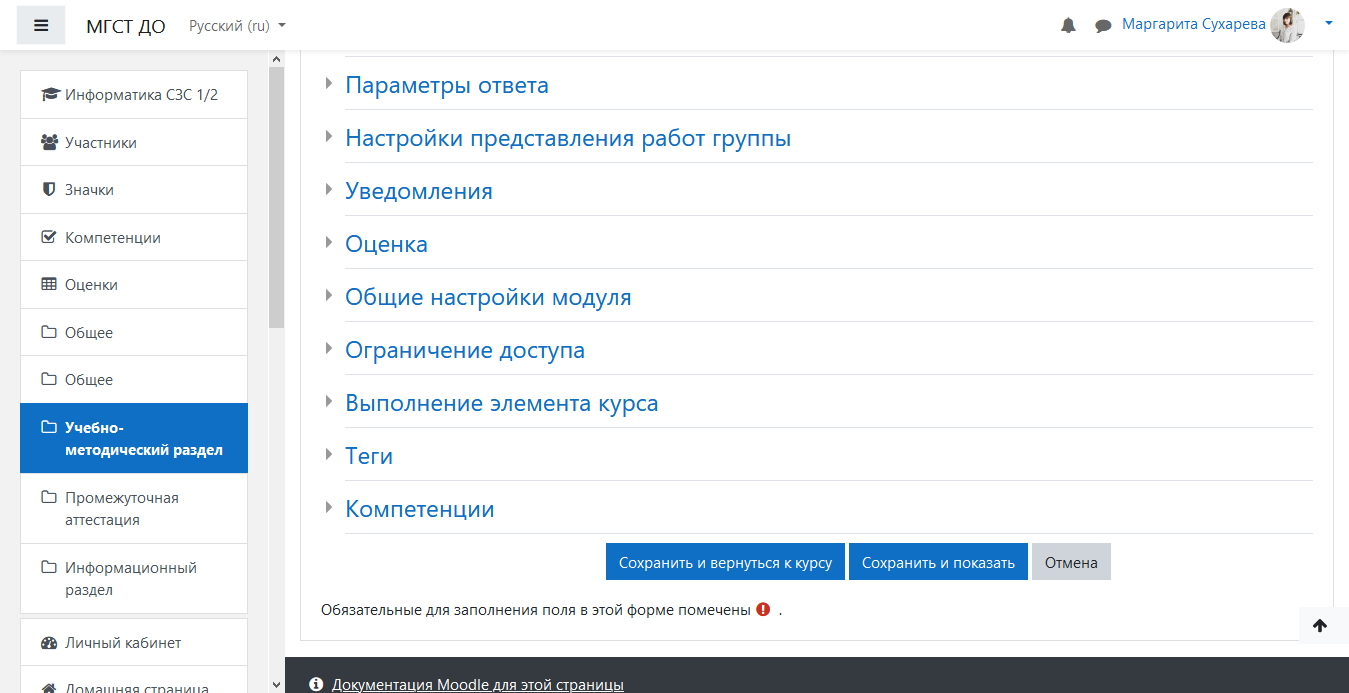 МГСТ ДО
Русский (ru)
Маргарита Сухарева
Информатика СЗС 1/2
Участники
Значки
Компетенции
Оценки
Общее
Общее
Учебно-
методический раздел
Промежуточная
аттестация
Информационный
раздел
Личный кабинет
Домашняя страница
Параметры ответа
Настройки представления работ группы
Уведомления
Оценка
Общие настройки модуля
Ограничение доступа
Выполнение элемента курса
Теги
Компетенции
Сохранить и вернуться к курсу
Сохранить и показать
Отмена
Обязательные для заполнения поля в этой форме помечены .
Документация Moodle для этой страницы